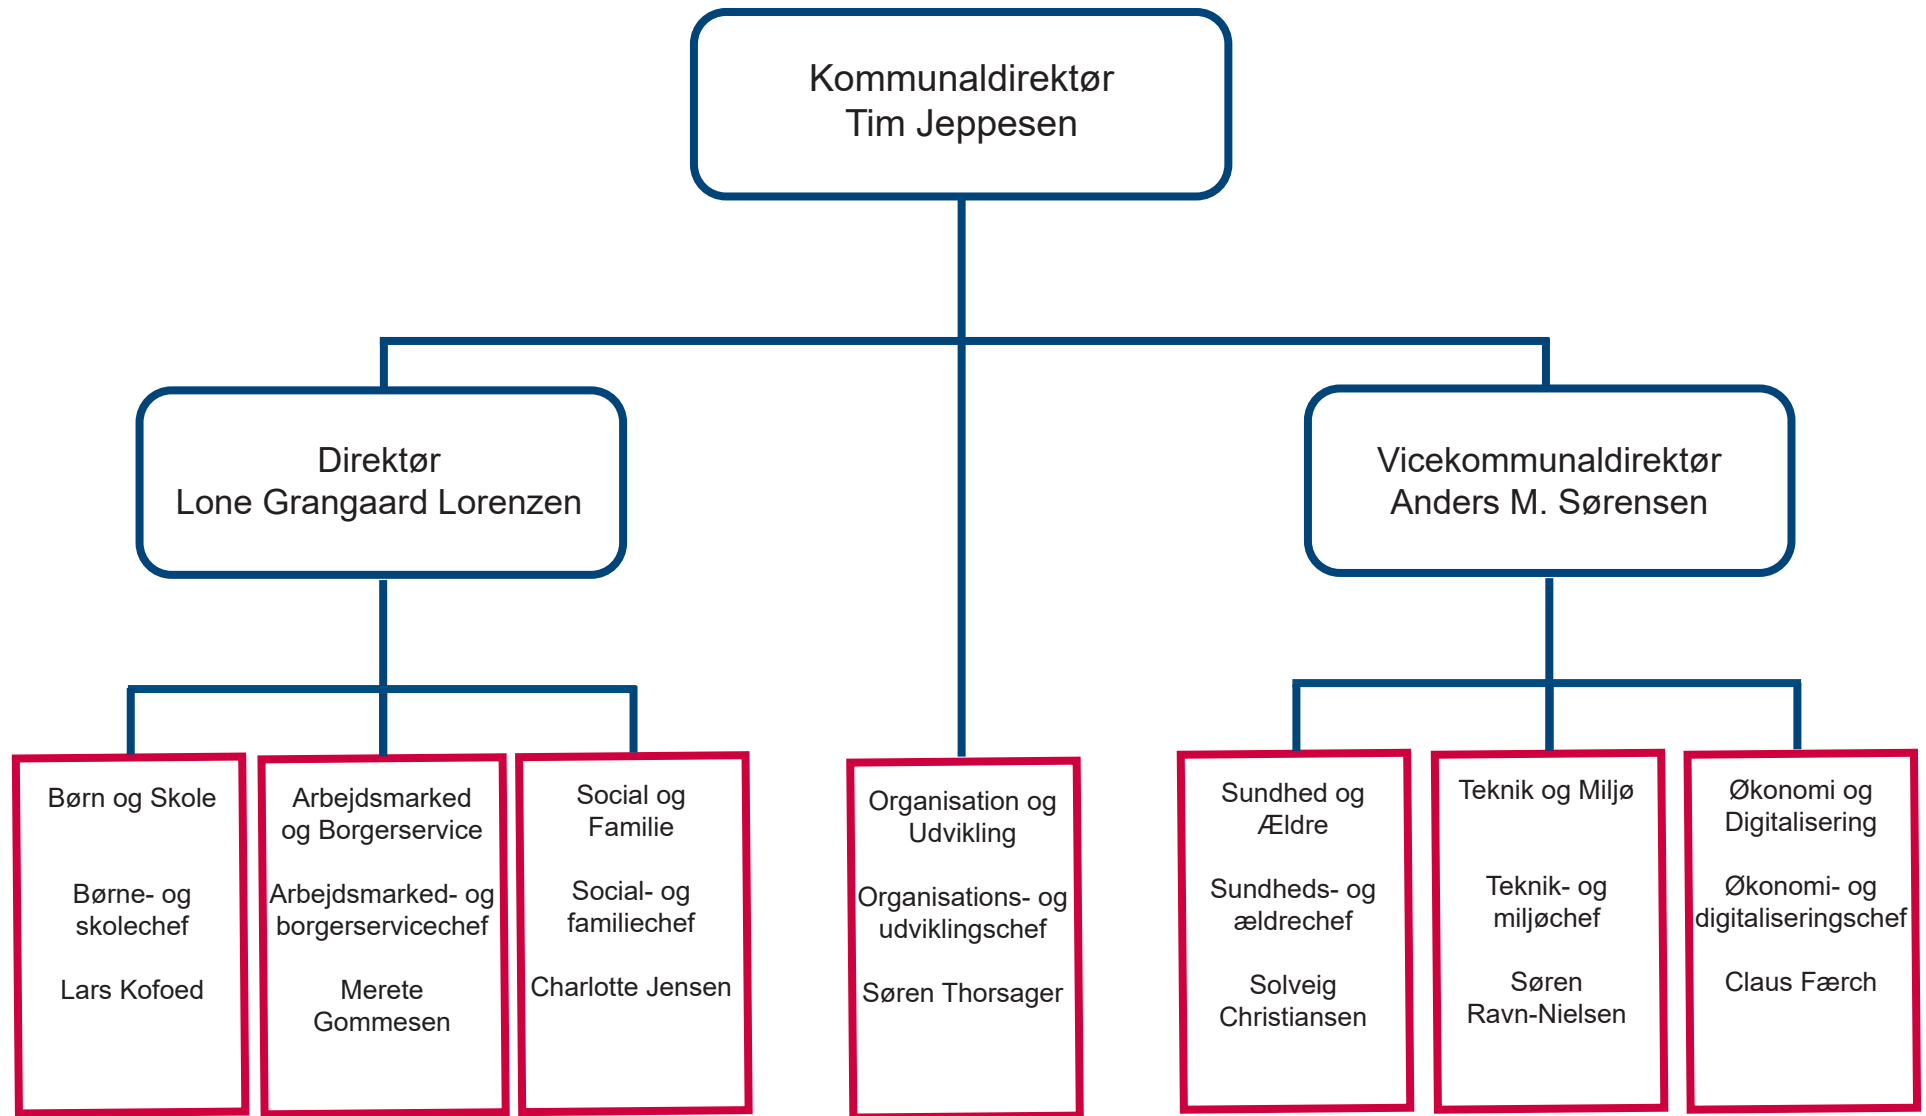 Kommunaldirektør
Tim Jeppesen
Direktør
Lone Grangaard Lorenzen
Vicekommunaldirektør
Anders M. Sørensen
Børn og Skole
Børne- og
skolechef
Lars Kofoed
Arbejdsmarked
og Borgerservice
Arbejdsmarked- og
borgerservicechef
Merete
Gommesen
Social og
Familie
Social- og
familiechef
Charlotte Jensen
Organisation og
Udvikling
Organisations- og
udviklingschef
Søren Thorsager
Sundhed og
Ældre
Sundheds- og
ældrechef
Solveig
Christiansen
Teknik og Miljø
Teknik- og
miljøchef
Søren
Ravn-Nielsen
Økonomi og
Digitalisering
Økonomi- og
digitaliseringschef
Claus Færch